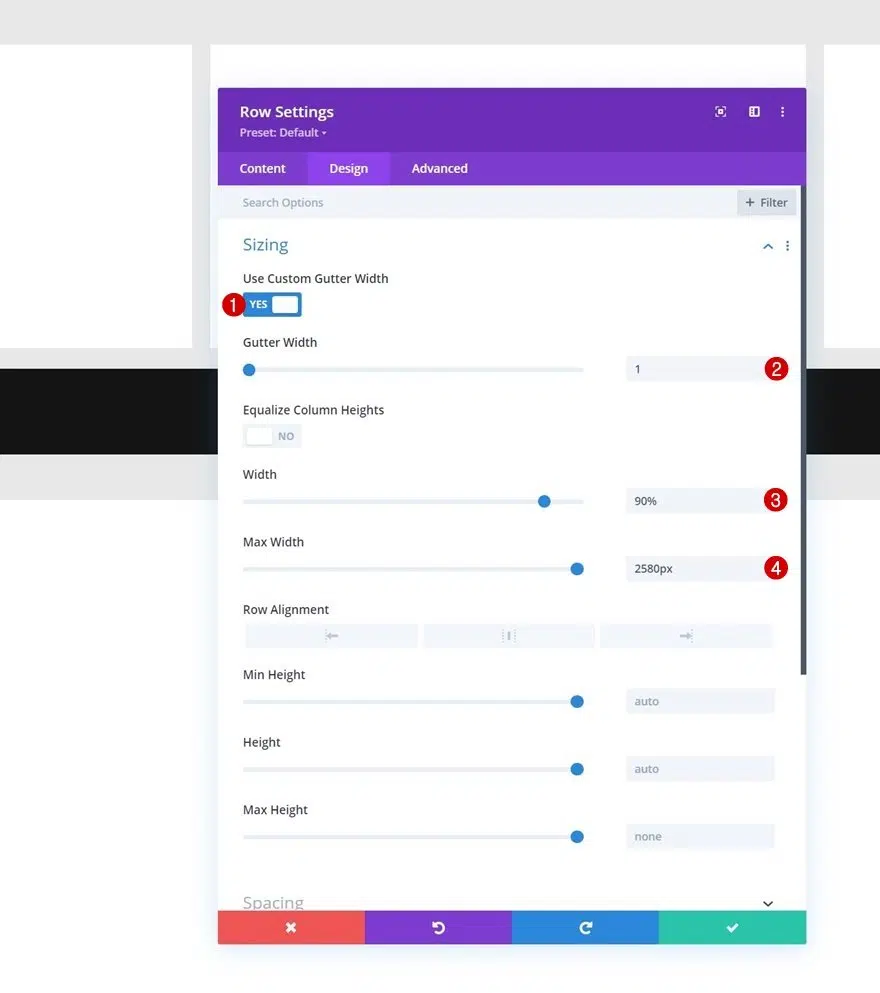 Row Settings
Preset: Default
Content Design Advanced
Search Options + Filter
Sizing
Use Custom Gutter Width
1 YES
Gutter Width
1 2
Equalize Column Heights
NO
Width
90% 3
Max Width
2580px 4
Row Alignment
Min Height
auto
Height
auto
Max Height
none
Spacing